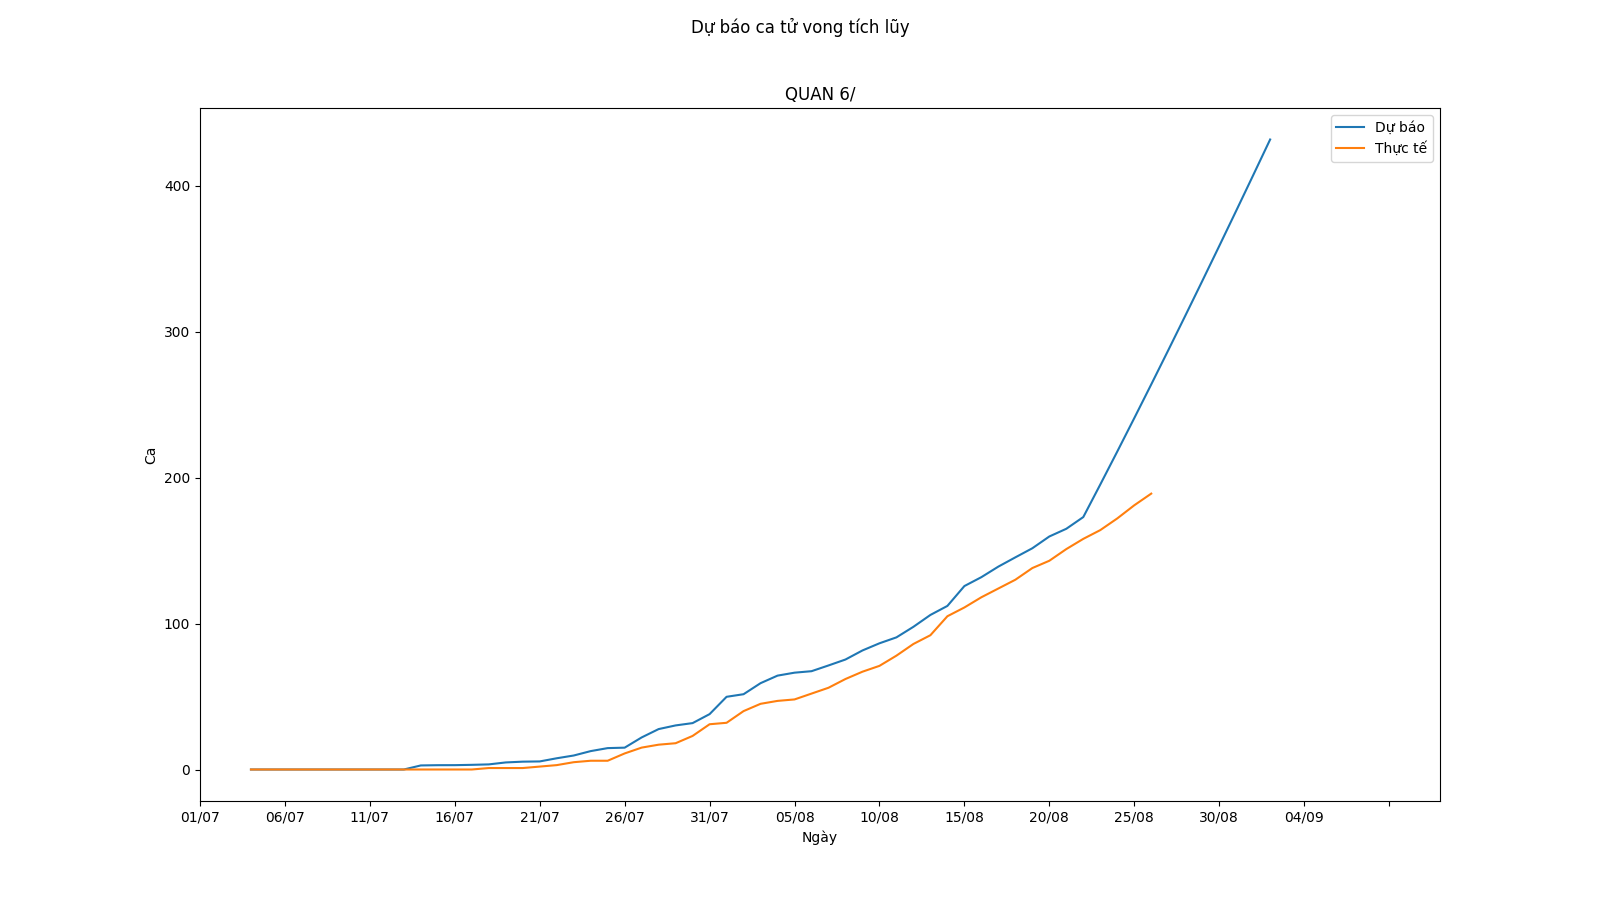 Dự báo ca tử vong tích lũy
QUAN 6/
Dự báo
Thực tế
400
300
200
100
0
Ca
01/07 06/07 11/07 16/07 21/07 26/07 31/07 05/08 10/08 15/08 20/08 25/08 30/08 04/09
Ngày